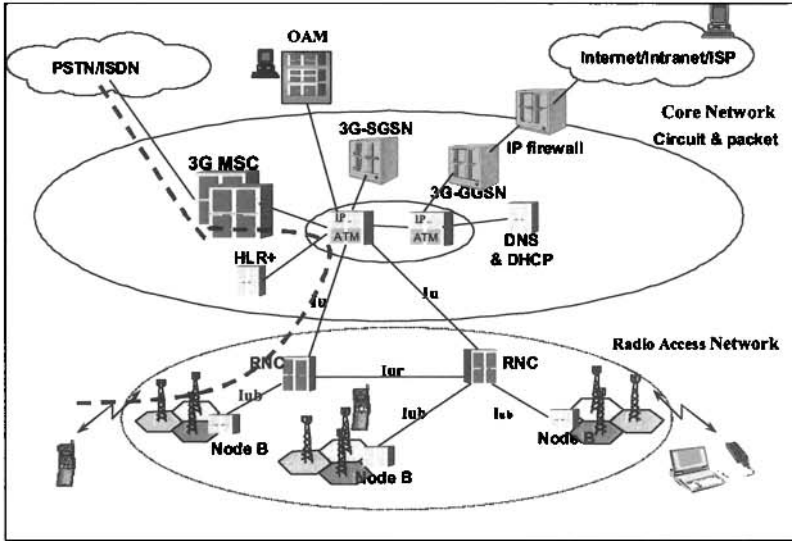 OAM
PSTN/ISDN
Internet/Intranet/ISP
Core Network
Circuit & packet
3G-SGSN
IP firewall
3G MSC
3G-GGSN
IP
IP
ATM
ATM
DNS
& DHCP
HLR+
Iu
Iu
Radio Access Network
RNC
RNC
Iur
Iub
Iub
Iub
Node B
Node B
Node B